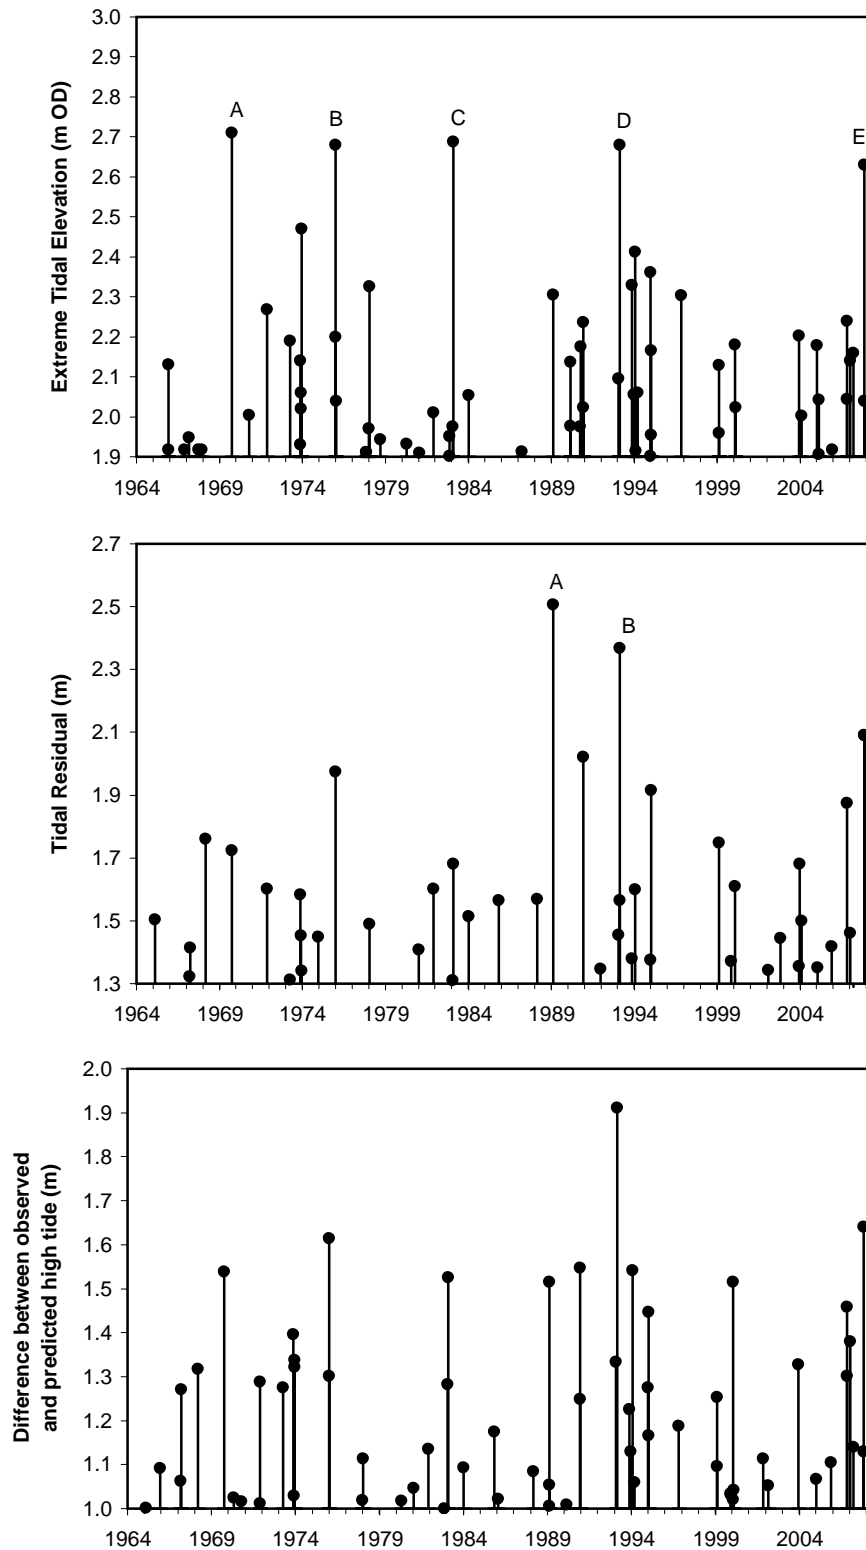 3.0
2.9
2.8
2.7
2.6
2.5
2.4
2.3
2.2
2.1
2.0
1.9
Extreme Tidal Elevation (m OD)
A
B
C
D
E
1964 1969 1974 1979 1984 1989 1994 1999 2004
2.7
2.5
2.3
2.1
1.9
1.7
1.5
1.3
Tidal Residual (m)
A
B
1964 1969 1974 1979 1984 1989 1994 1999 2004
2.0
1.9
1.8
1.7
1.6
1.5
1.4
1.3
1.2
1.1
1.0
Difference between observed
and predicted high tide (m)
1964 1969 1974 1979 1984 1989 1994 1999 2004